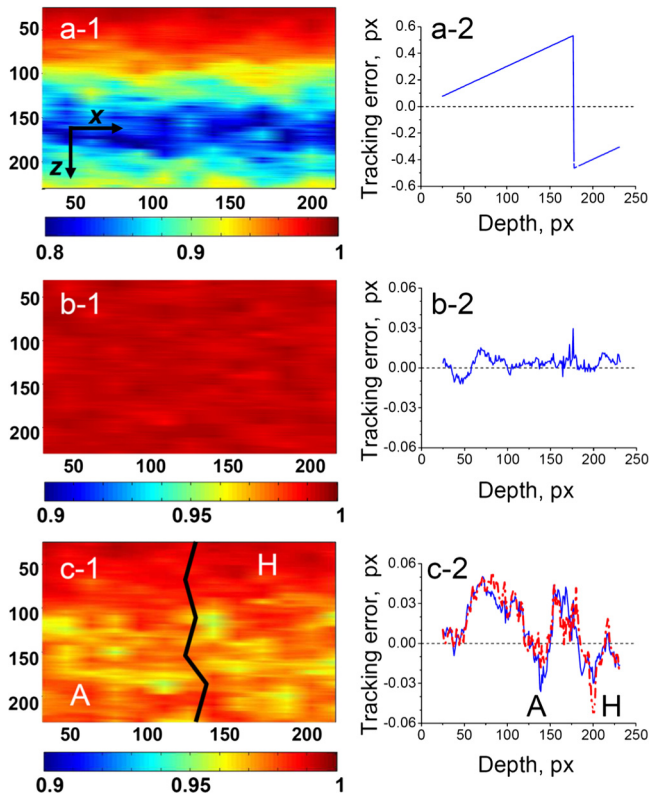 a-1
50
100
150
200
x
z
50 100 150 200
0.8 0.9 1
a-2
Tracking error, px
0.6
0.4
0.2
0.0
-0.2
-0.4
-0.6
0 50 100 150 200 250
Depth, px
b-1
50
100
150
200
50 100 150 200
0.9 0.95 1
b-2
Tracking error, px
0.06
0.03
0.00
-0.03
-0.06
0 50 100 150 200 250
Depth, px
c-1
H
A
50
100
150
200
50 100 150 200
0.9 0.95 1
c-2
Tracking error, px
0.06
0.03
0.00
-0.03
-0.06
A H
0 50 100 150 200 250
Depth, px